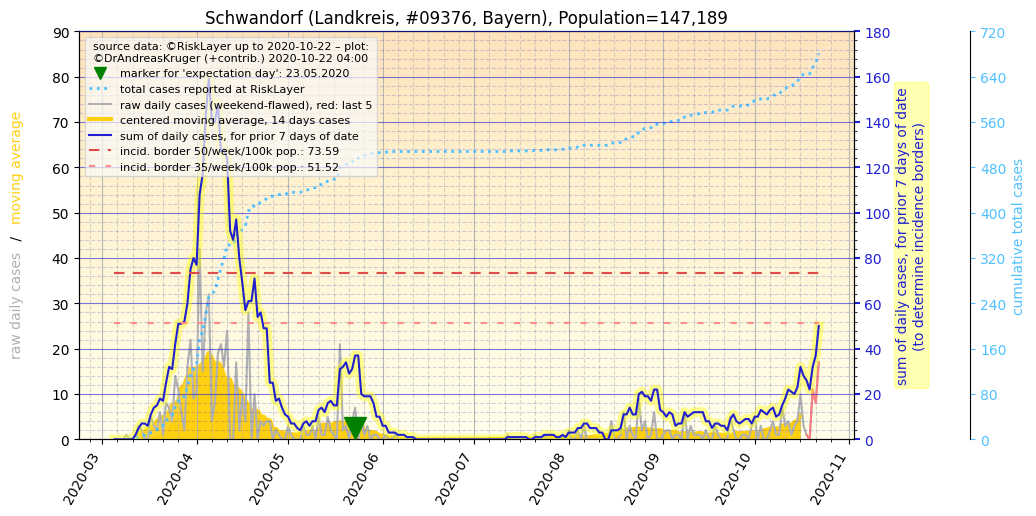 Schwandorf (Landkreis, #09376, Bayern), Population=147,189
source data: ©RiskLayer up to 2020-10-22 – plot:
©DrAndreasKruger (+contrib.) 2020-10-22 04:00
marker for 'expectation day': 23.05.2020
total cases reported at RiskLayer
raw daily cases (weekend-flawed), red: last 5
centered moving average, 14 days cases
sum of daily cases, for prior 7 days of date
incid. border 50/week/100k pop.: 73.59
incid. border 35/week/100k pop.: 51.52
raw daily cases / moving average
90
80
70
60
50
40
30
20
10
0
2020-03
2020-04
2020-05
2020-06
2020-07
2020-08
2020-09
2020-10
2020-11
180
160
140
120
100
80
60
40
20
0
sum of daily cases, for prior 7 days of date
(to determine incidence borders)
720
640
560
480
400
320
240
160
80
0
cumulative total cases